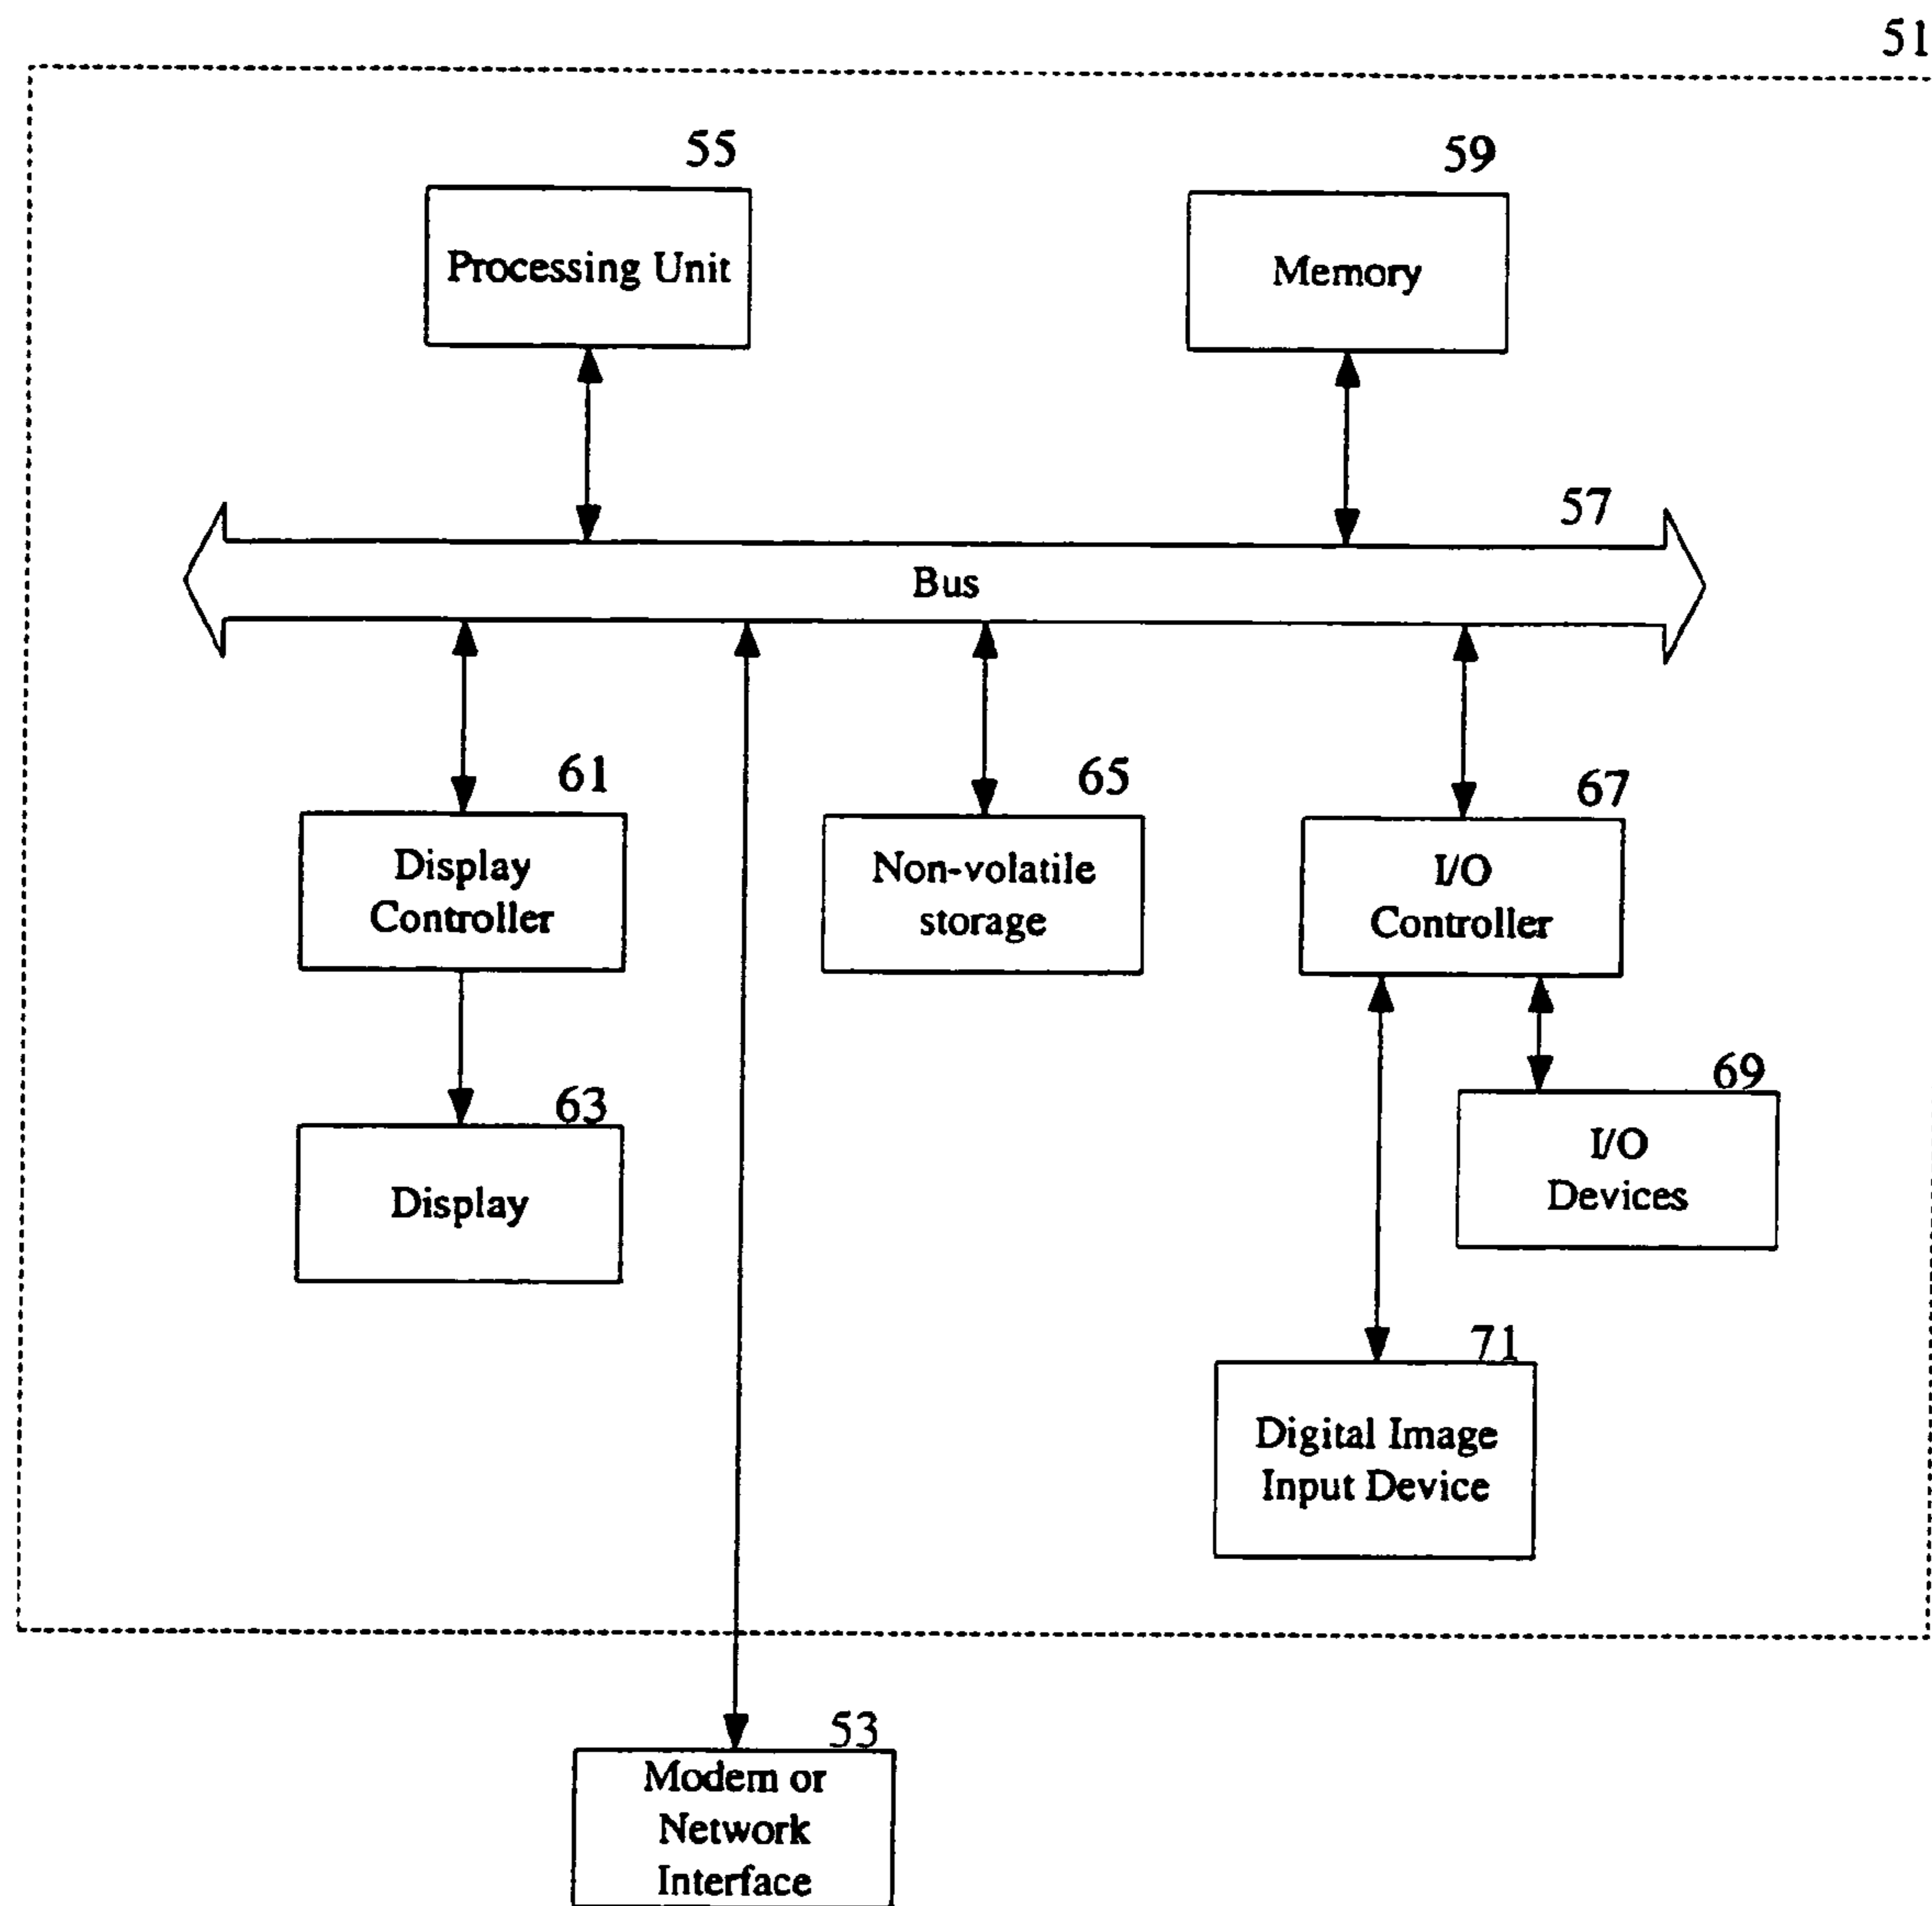 51
55
59
Processing Unit
Memory
57
Bus
61
65
67
Display
Controller
Non-volatile
storage
I/O
Controller
63
69
Display
I/O
Devices
71
Digital Image
Input Device
53
Modem or
Network
Interface